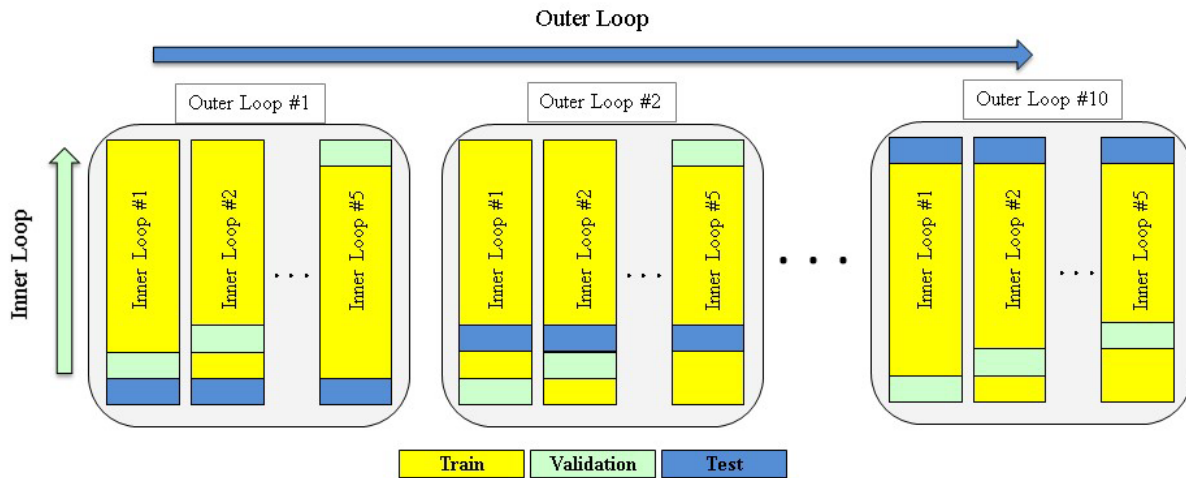 Outer Loop
Outer Loop #1
Outer Loop #2
Outer Loop #10
Inner Loop
Inner Loop #1
Inner Loop #2
. . .
Inner Loop #5
Inner Loop #1
Inner Loop #2
. . .
Inner Loop #5
. . .
Inner Loop #1
Inner Loop #2
. . .
Inner Loop #5
Train
Validation
Test